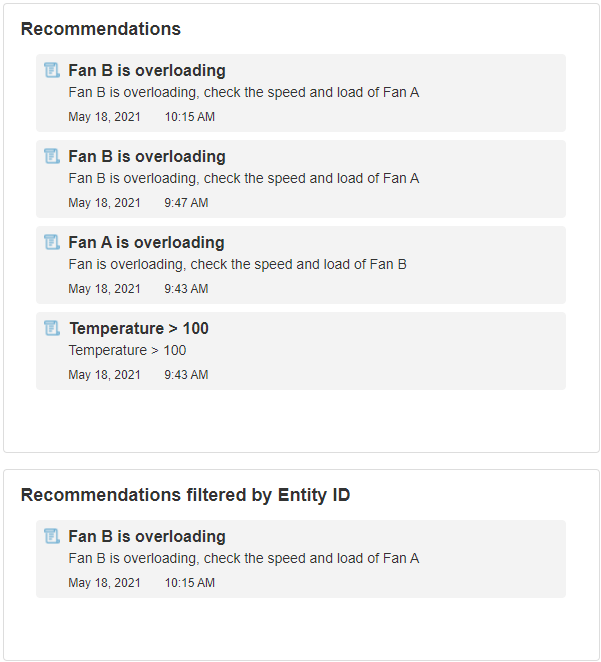 Recommendations
Fan B is overloading
Fan B is overloading, check the speed and load of Fan A
May 18, 2021 10:15 AM
Fan B is overloading
Fan B is overloading, check the speed and load of Fan A
May 18, 2021 9:47 AM
Fan A is overloading
Fan is overloading, check the speed and load of Fan B
May 18, 2021 9:43 AM
Temperature > 100
Temperature > 100
May 18, 2021 9:43 AM
Recommendations filtered by Entity ID
Fan B is overloading
Fan B is overloading, check the speed and load of Fan A
May 18, 2021 10:15 AM